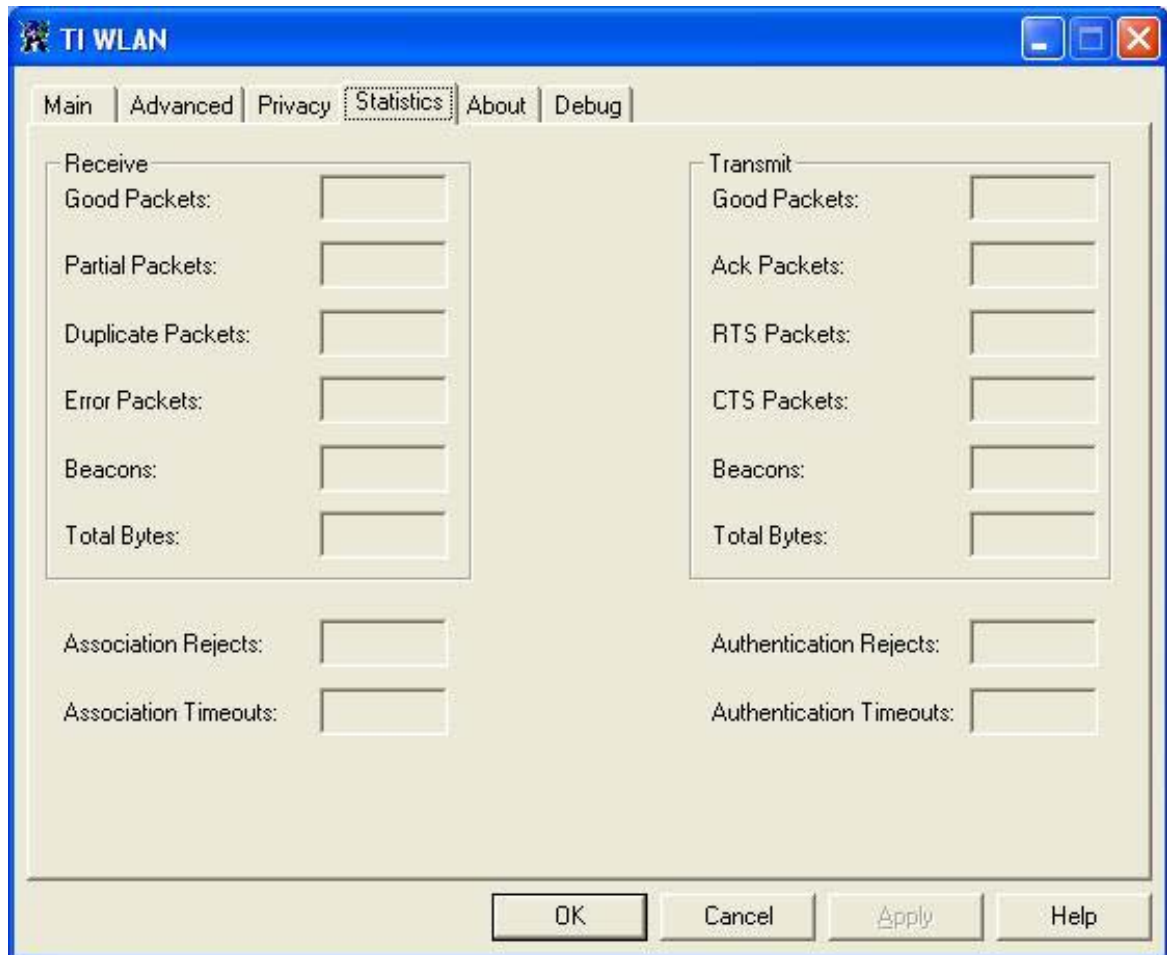 TI WLAN
Main Advanced Privacy Statistics About Debug
Receive
Good Packets:
Partial Packets:
Duplicate Packets:
Error Packets:
Beacons:
Total Bytes:
Transmit
Good Packets:
Ack Packets:
RTS Packets:
CTS Packets:
Beacons:
Total Bytes:
Association Rejects:
Association Timeouts:
Authentication Rejects:
Authentication Timeouts:
OK Cancel Apply Help